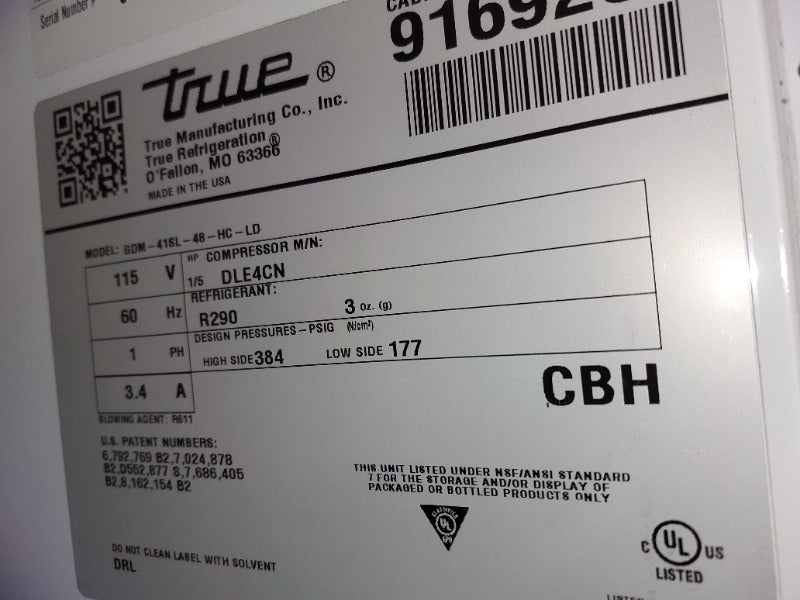 Serial Number #
true ®
True Manufacturing Co., Inc.
True Refrigeration ®
O'Fallon, MO 63366
MADE IN THE USA
MODEL: GDM-41SL-48-HC-LD
115 V
60 Hz
1 PH
3.4 A
HP COMPRESSOR M/N:
1/5 DLE4CN
REFRIGERANT:
R290 3 oz. (g)
DESIGN PRESSURES-PSIG (N/cm²)
HIGH SIDE 384 LOW SIDE 177
CBH
BLOWING AGENT: R611
U.S. PATENT NUMBERS:
6,792,769 B2,7,024,878
B2,D552,877 S,7,686,405
B2,8,162,154 B2
THIS UNIT LISTED UNDER NSF/ANSI STANDARD
7 FOR THE STORAGE AND/OR DISPLAY OF
PACKAGED OR BOTTLED PRODUCTS ONLY
UL
C UL US
LISTED
DO NOT CLEAN LABEL WITH SOLVENT
DRL